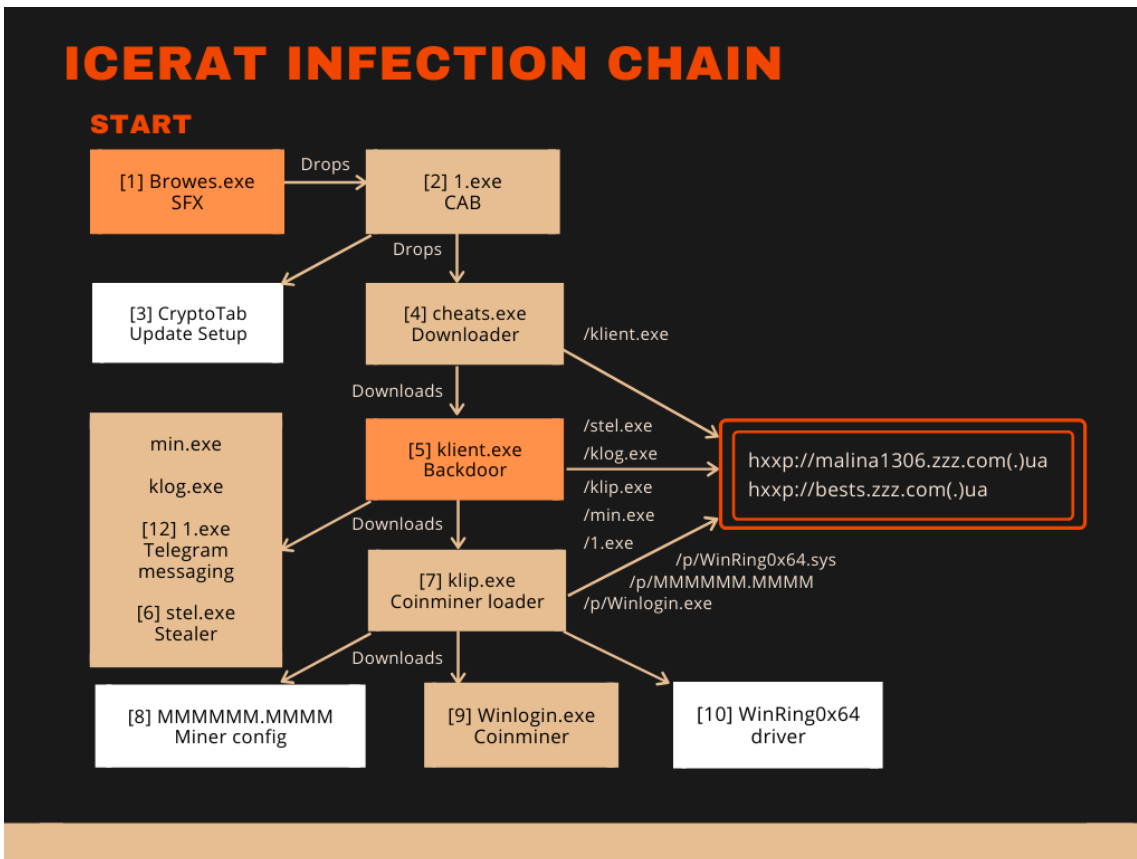 ICERAT INFECTION CHAIN
START
[1] Browes.exe
SFX
Drops
[2] 1.exe
CAB
Drops
[3] CryptoTab
Update Setup
[4] cheats.exe
Downloader
/klient.exe
Downloads
min.exe
klog.exe
[12] 1.exe
Telegram
messaging
[6] stel.exe
Stealer
[5] klient.exe
Backdoor
/stel.exe
/klog.exe
/klip.exe
/min.exe
/1.exe
hxxp://malina1306.zzz.com(.)ua
hxxp://bests.zzz.com(.)ua
Downloads
[7] klip.exe
Coinminer loader
/p/WinRing0x64.sys
/p/MMMMMM.MMMM
/p/Winlogin.exe
Downloads
[8] MMMMMM.MMMM
Miner config
[9] Winlogin.exe
Coinminer
[10] WinRing0x64
driver